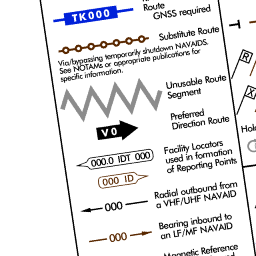 Route
TK000
GNSS required
Substitute Route
Via/bypassing temporarily shutdown NAVAIDS.
See NOTAMs or appropriate publications for
specific information.
Unusable Route
Segment
Preferred
Direction Route
V0
Facility Locators
used in formation
of Reporting Points
000.0 IDT 000
000 ID
Radial outbound from
a VHF/UHF NAVAID
000
Bearing inbound to
an LF/MF NAVAID
000
Magnetic Reference
R
X
Hol